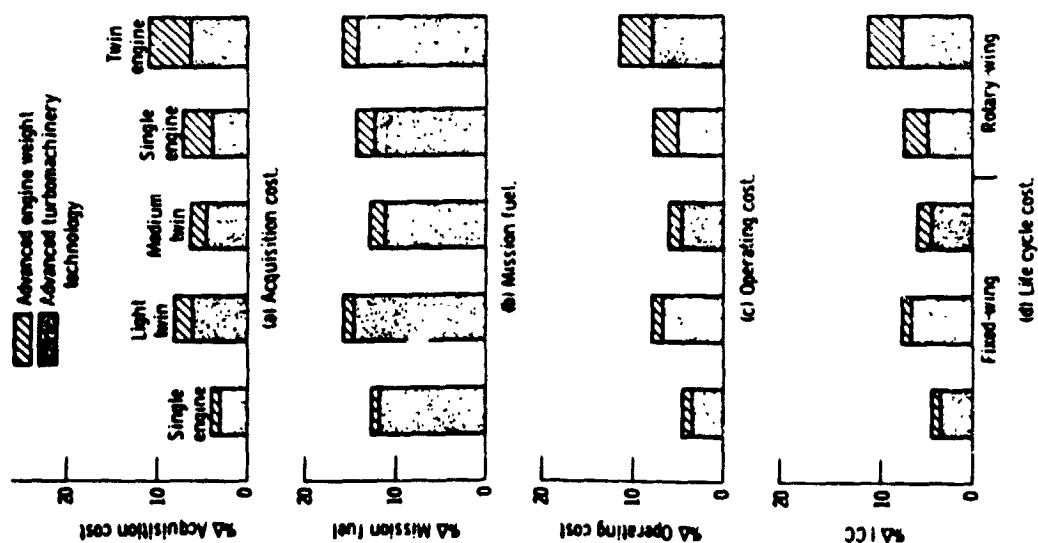 Advanced engine weight
Advanced turbomachinery
technology
%Δ Acquisition cost
20
10
0
Single
engine
Light
twin
Medium
twin
Single
engine
Twin
engine
(a) Acquisition cost.
%Δ Mission fuel
20
10
0
(b) Mission fuel.
%Δ Operating cost
20
10
0
(c) Operating cost.
%Δ LCC
20
10
0
Fixed-wing
Rotary-wing
(d) Life cycle cost.